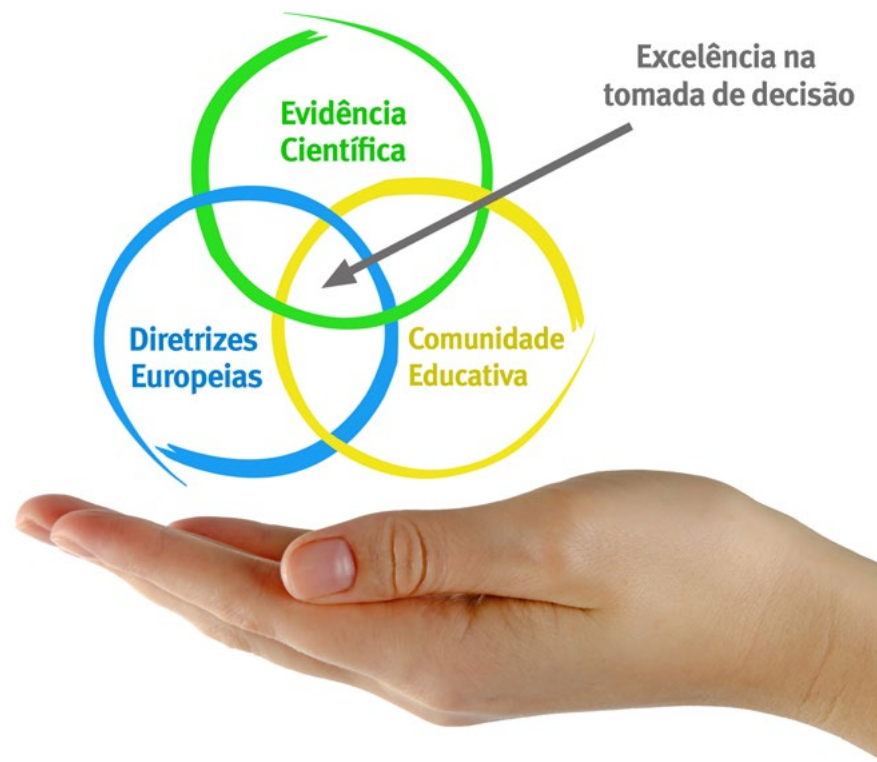 Excelência na
tomada de decisão
Evidência
Científica
Diretrizes
Europeias
Comunidade
Educativa